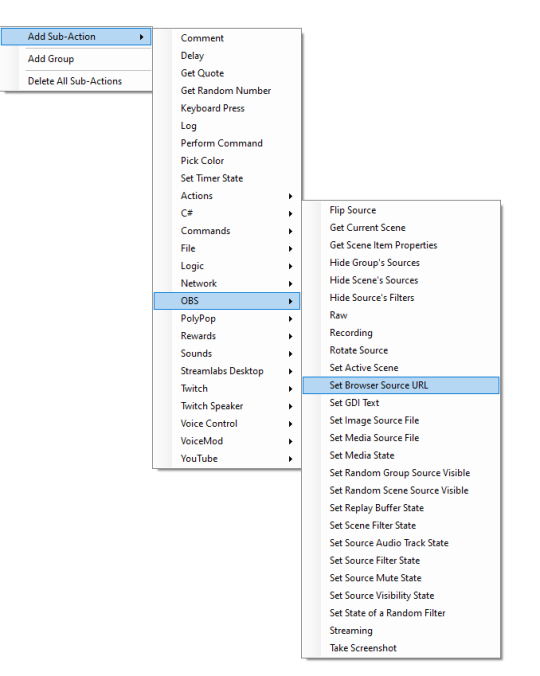 Add Sub-Action
Add Group
Delete All Sub-Actions
Comment
Delay
Get Quote
Get Random Number
Keyboard Press
Log
Perform Command
Pick Color
Set Timer State
Actions
C#
Commands
File
Logic
Network
OBS
PolyPop
Rewards
Sounds
Streamlabs Desktop
Twitch
Twitch Speaker
Voice Control
VoiceMod
YouTube
Flip Source
Get Current Scene
Get Scene Item Properties
Hide Group's Sources
Hide Scene's Sources
Hide Source's Filters
Raw
Recording
Rotate Source
Set Active Scene
Set Browser Source URL
Set GDI Text
Set Image Source File
Set Media Source File
Set Media State
Set Random Group Source Visible
Set Random Scene Source Visible
Set Replay Buffer State
Set Scene Filter State
Set Source Audio Track State
Set Source Filter State
Set Source Mute State
Set Source Visibility State
Set State of a Random Filter
Streaming
Take Screenshot